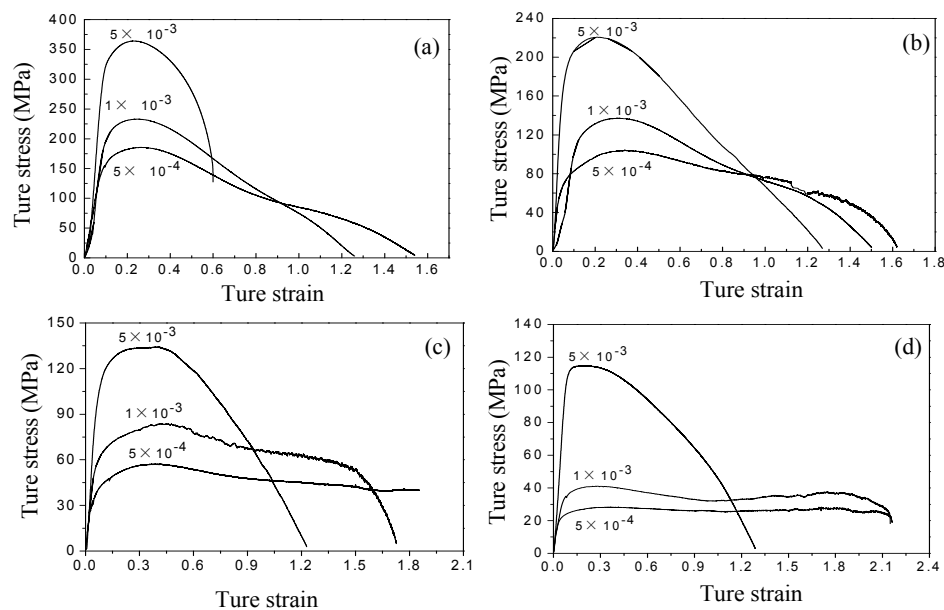 400
350
300
250
200
150
100
50
0
Ture stress (MPa)
5× 10⁻³
1× 10⁻³
5× 10⁻⁴
(a)
0.0 0.2 0.4 0.6 0.8 1.0 1.2 1.4 1.6
Ture strain
240
200
160
120
80
40
0
Ture stress (MPa)
5× 10⁻³
1× 10⁻³
5× 10⁻⁴
(b)
0.0 0.2 0.4 0.6 0.8 1.0 1.2 1.4 1.6 1.8
Ture strain
150
120
90
60
30
0
Ture stress (MPa)
5× 10⁻³
1× 10⁻³
5× 10⁻⁴
(c)
0.0 0.3 0.6 0.9 1.2 1.5 1.8 2.1
Ture strain
140
120
100
80
60
40
20
0
Ture stress (MPa)
5× 10⁻³
1× 10⁻³
5× 10⁻⁴
(d)
0.0 0.3 0.6 0.9 1.2 1.5 1.8 2.1 2.4
Ture strain